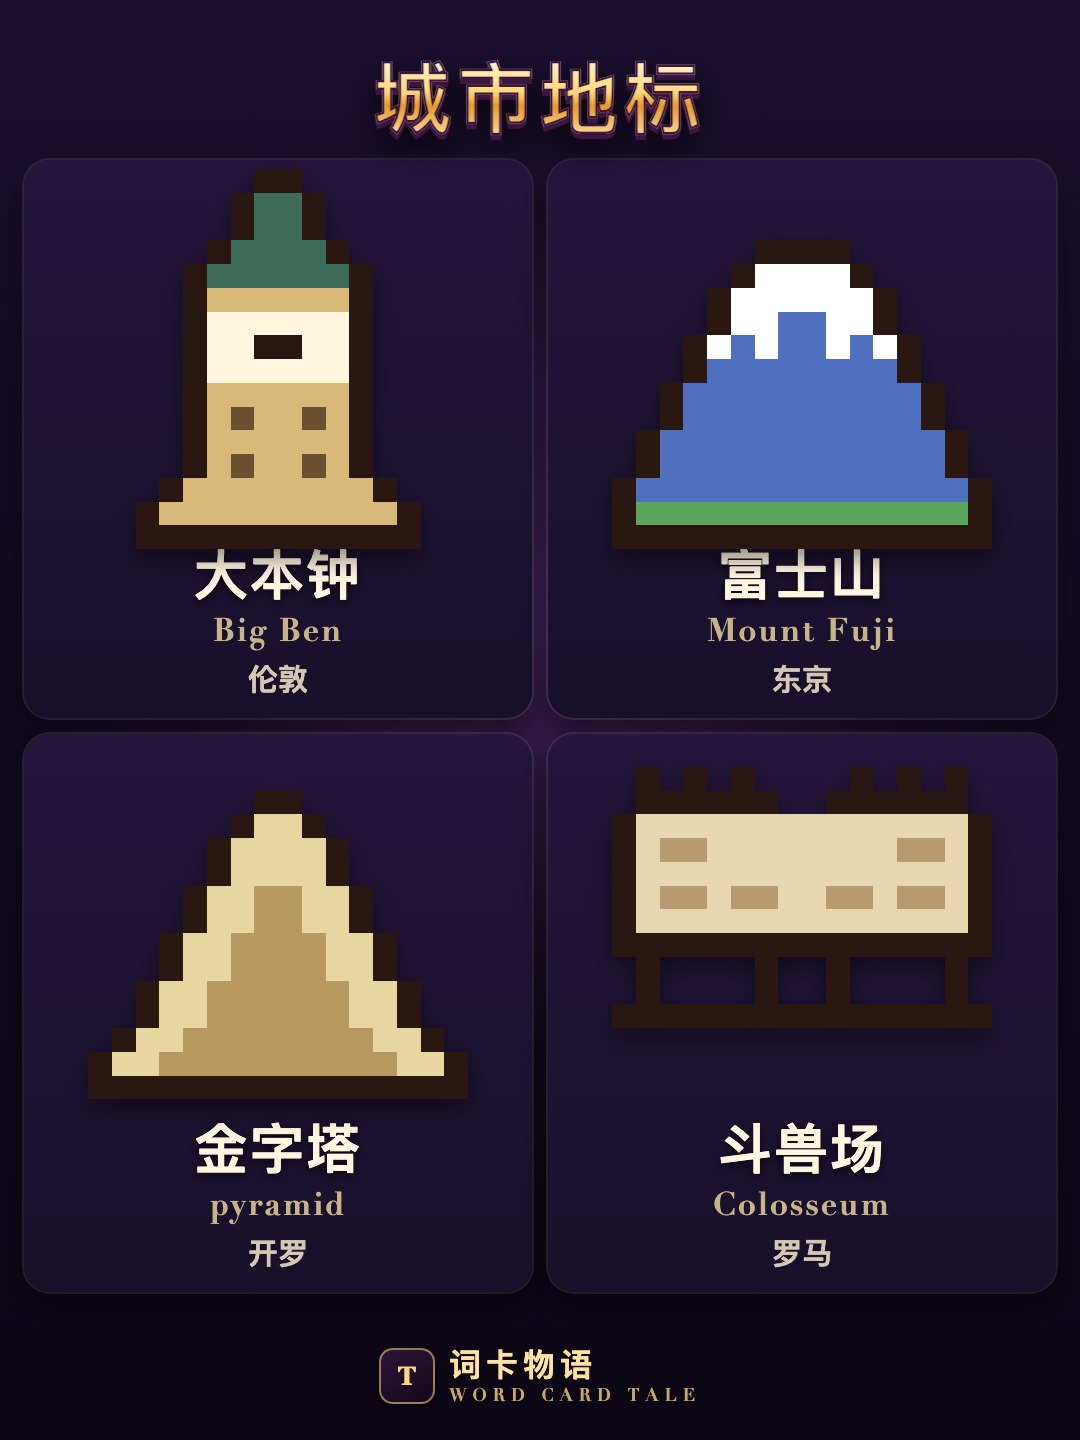 城市地标
大本钟
Big Ben
伦敦
富士山
Mount Fuji
东京
金字塔
pyramid
开罗
斗兽场
Colosseum
罗马
T
词卡物语
WORD CARD TALE